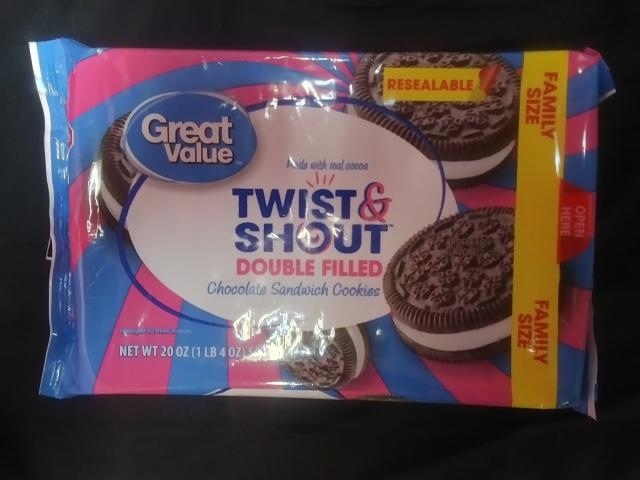 Great
Value
Made with real cocoa
TWIST &
SHOUT™
DOUBLE FILLED
Chocolate Sandwich Cookies
NET WT 20 OZ (1 LB 4 OZ)
RESEALABLE
FAMILY
SIZE
OPEN
HERE
FAMILY
SIZE